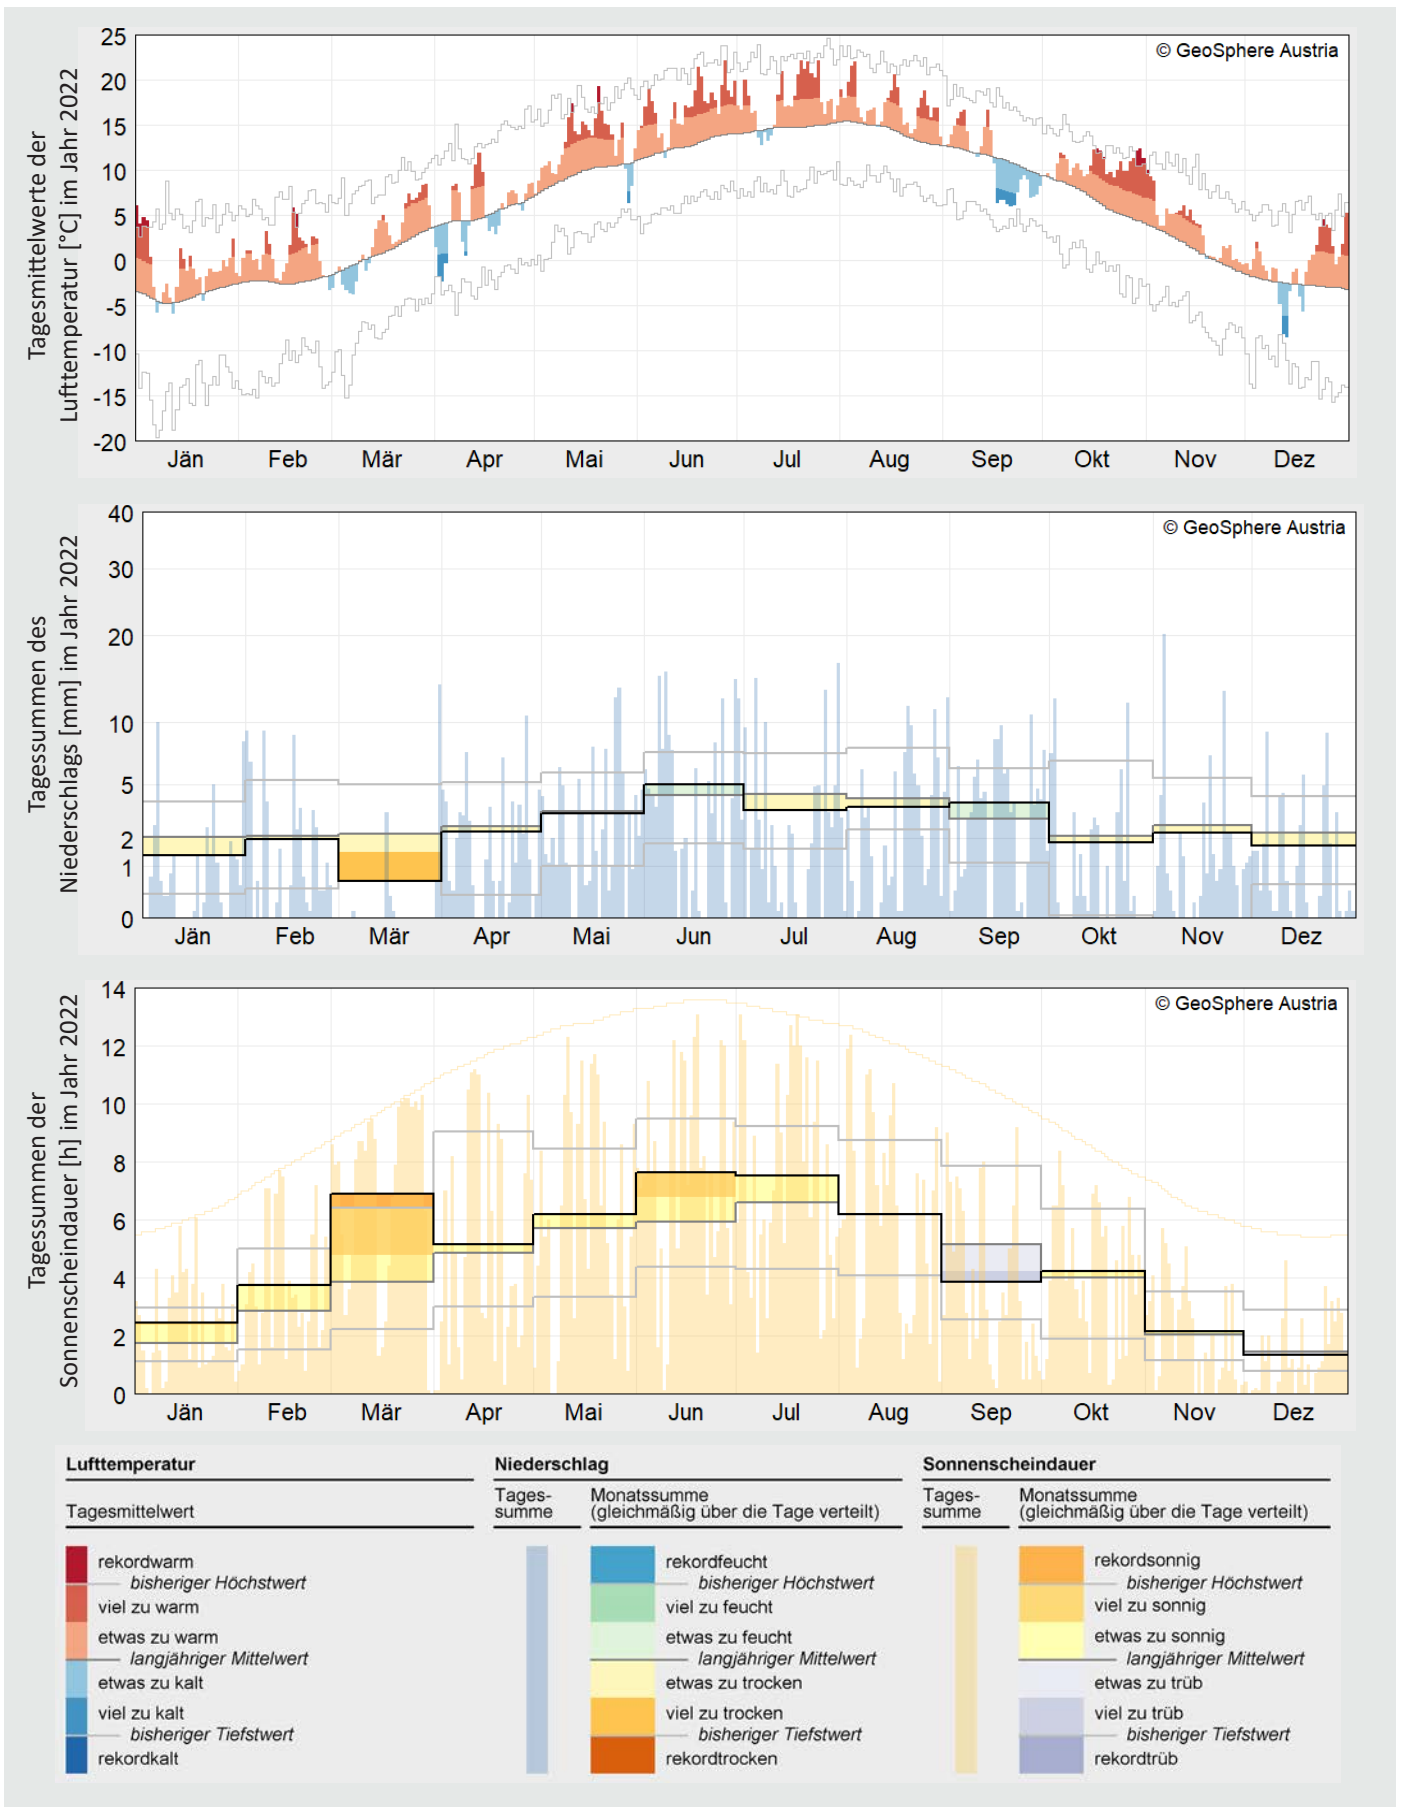 Tagesmittelwerte der
Lufttemperatur [°C] im Jahr 2022
© GeoSphere Austria
25
20
15
10
5
0
-5
-10
-15
-20
Jän Feb Mär Apr Mai Jun Jul Aug Sep Okt Nov Dez
Tagessummen des
Niederschlags [mm] im Jahr 2022
© GeoSphere Austria
40
30
20
10
5
2
1
0
Jän Feb Mär Apr Mai Jun Jul Aug Sep Okt Nov Dez
Tagessummen der
Sonnenscheindauer [h] im Jahr 2022
© GeoSphere Austria
14
12
10
8
6
4
2
0
Jän Feb Mär Apr Mai Jun Jul Aug Sep Okt Nov Dez
Lufttemperatur
Tagesmittelwert
rekordwarm
bisheriger Höchstwert
viel zu warm
etwas zu warm
langjähriger Mittelwert
etwas zu kalt
viel zu kalt
bisheriger Tiefstwert
rekordkalt
Niederschlag
Tages-
summe
Monatssumme
(gleichmäßig über die Tage verteilt)
rekordfeucht
bisheriger Höchstwert
viel zu feucht
etwas zu feucht
langjähriger Mittelwert
etwas zu trocken
viel zu trocken
bisheriger Tiefstwert
rekordtrocken
Sonnenscheindauer
Tages-
summe
Monatssumme
(gleichmäßig über die Tage verteilt)
rekordsonnig
bisheriger Höchstwert
viel zu sonnig
etwas zu sonnig
langjähriger Mittelwert
etwas zu trüb
viel zu trüb
bisheriger Tiefstwert
rekordtrüb